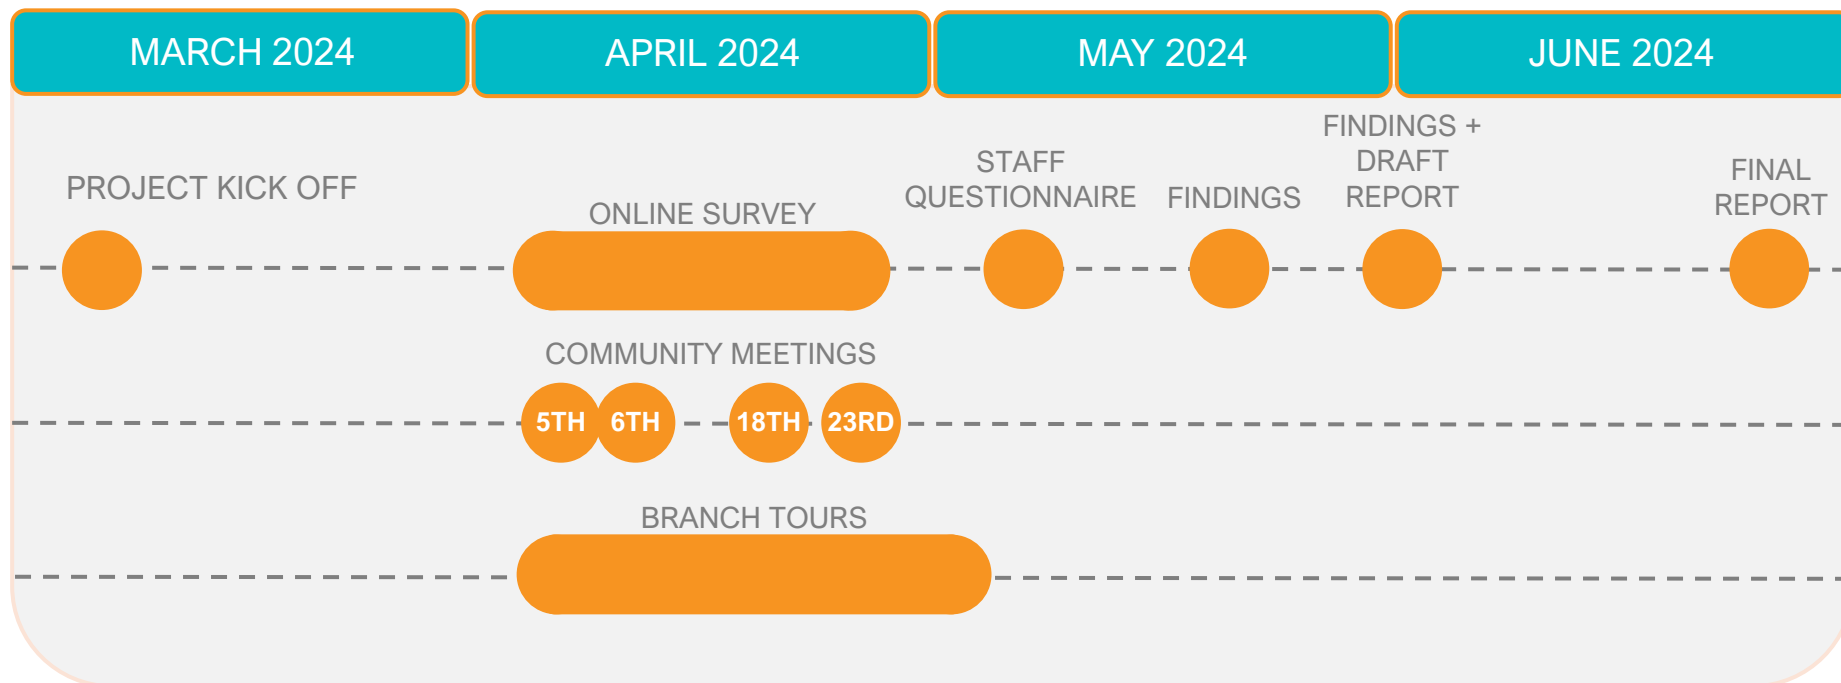 MARCH 2024
APRIL 2024
MAY 2024
JUNE 2024
PROJECT KICK OFF
ONLINE SURVEY
STAFF
QUESTIONNAIRE
FINDINGS
FINDINGS +
DRAFT
REPORT
FINAL
REPORT
COMMUNITY MEETINGS
5TH
6TH
18TH
23RD
BRANCH TOURS